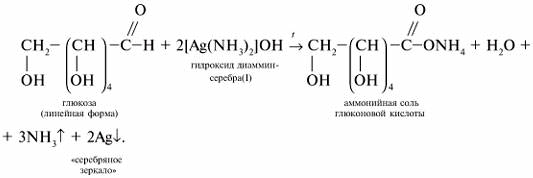 O O
CH₂–(CH)–C–H + 2[Ag(NH₃)₂]OH →ᵗ CH₂–(CH)–C–ONH₄ + H₂O +
OH (OH)₄ гидроксид диаммин-серебра(I) OH (OH)₄
глюкоза аммонийная соль
(линейная форма) глюконовой кислоты
+ 3NH₃↑ + 2Ag↓.
«серебряное
зеркало»